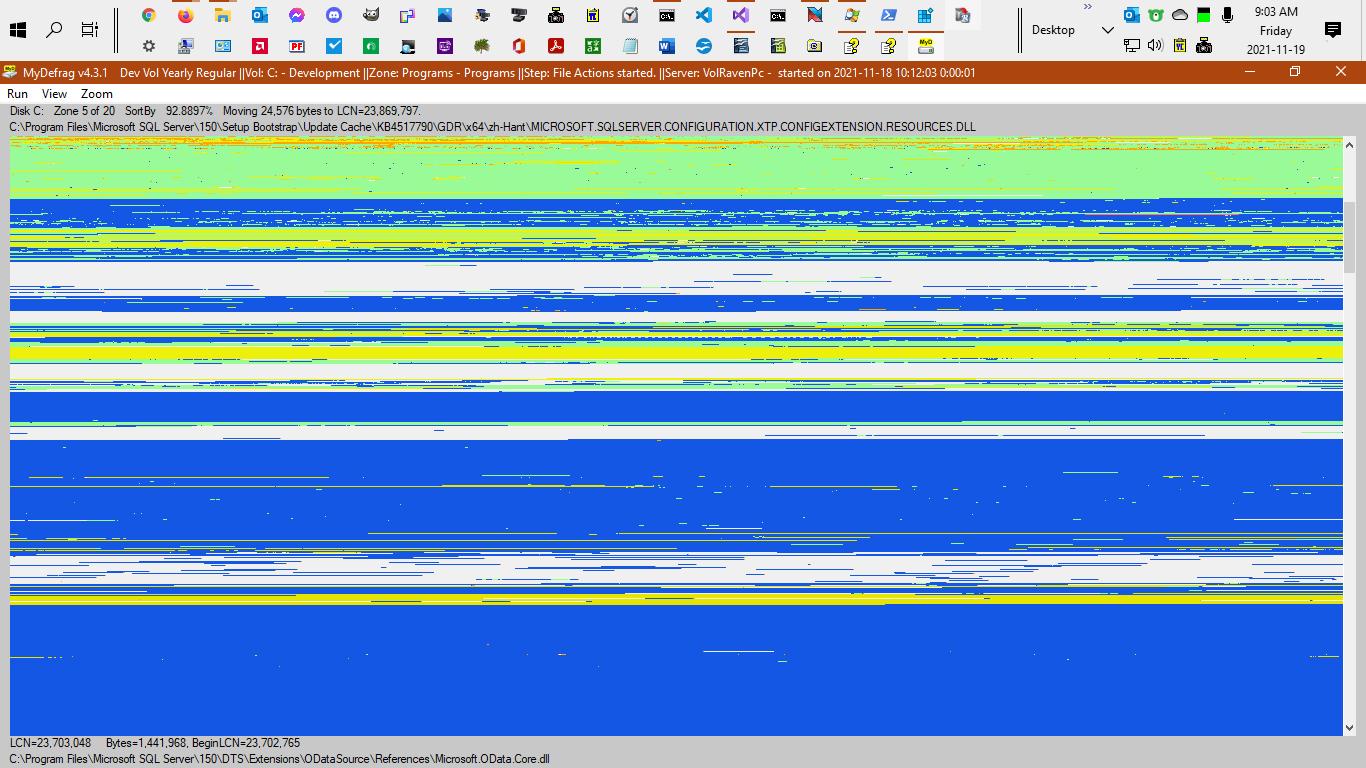 Desktop
»
9:03 AM
Friday
2021-11-19
MyDefrag v4.3.1 Dev Vol Yearly Regular ||Vol: C: - Development ||Zone: Programs - Programs ||Step: File Actions started. ||Server: VolRavenPc - started on 2021-11-18 10:12:03 0:00:01
Run View Zoom
Disk C: Zone 5 of 20 SortBy 92.8897% Moving 24,576 bytes to LCN=23,869,797.
C:\Program Files\Microsoft SQL Server\150\Setup Bootstrap\Update Cache\KB4517790\GDR\x64\zh-Hant\MICROSOFT.SQLSERVER.CONFIGURATION.XTP.CONFIGEXTENSION.RESOURCES.DLL
LCN=23,703,048 Bytes=1,441,968, BeginLCN=23,702,765
C:\Program Files\Microsoft SQL Server\150\DTS\Extensions\ODataSource\References\Microsoft.OData.Core.dll